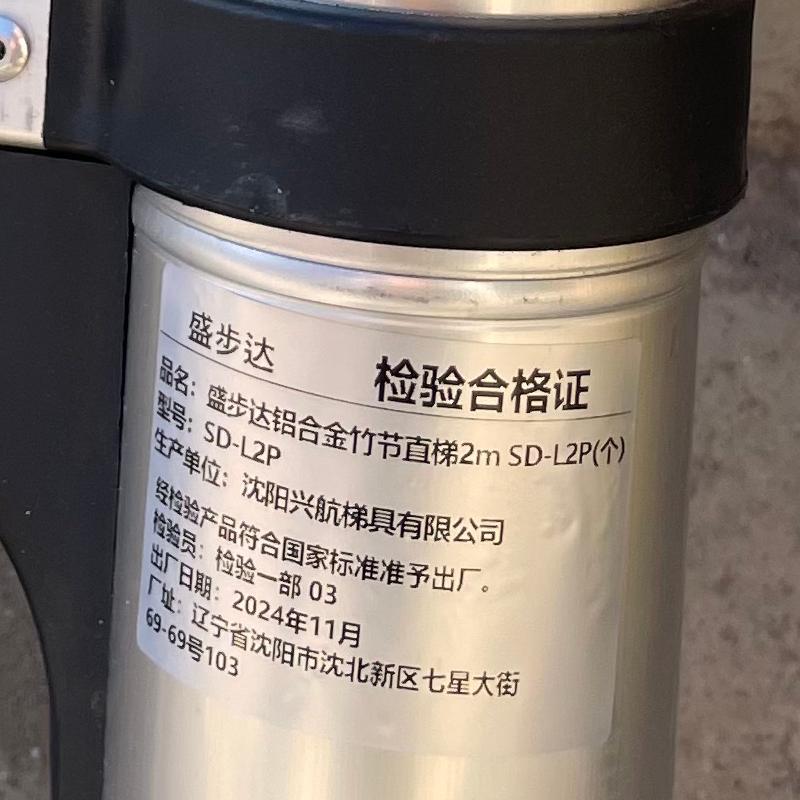 盛步达 检验合格证
品名：盛步达铝合金竹节直梯2m SD-L2P(个)
型号：SD-L2P
生产单位：沈阳兴航梯具有限公司
经检验产品符合国家标准准予出厂。
检验员：检验一部 03
出厂日期：2024年11月
厂址：辽宁省沈阳市沈北新区七星大街
69-69号103